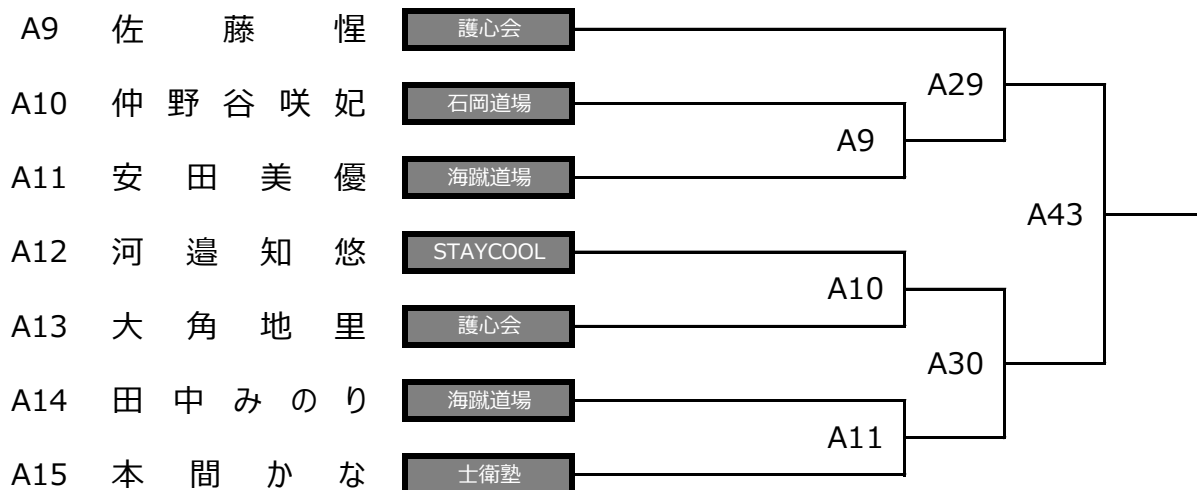 A9 佐藤惺 護心会
A29
A10 仲野谷咲妃 石岡道場
A9
A11 安田美優 海蹴道場
A43
A12 河邉知悠 STAYCOOL
A10
A13 大角地里 護心会
A30
A14 田中みのり 海蹴道場
A11
A15 本間かな 士衛塾